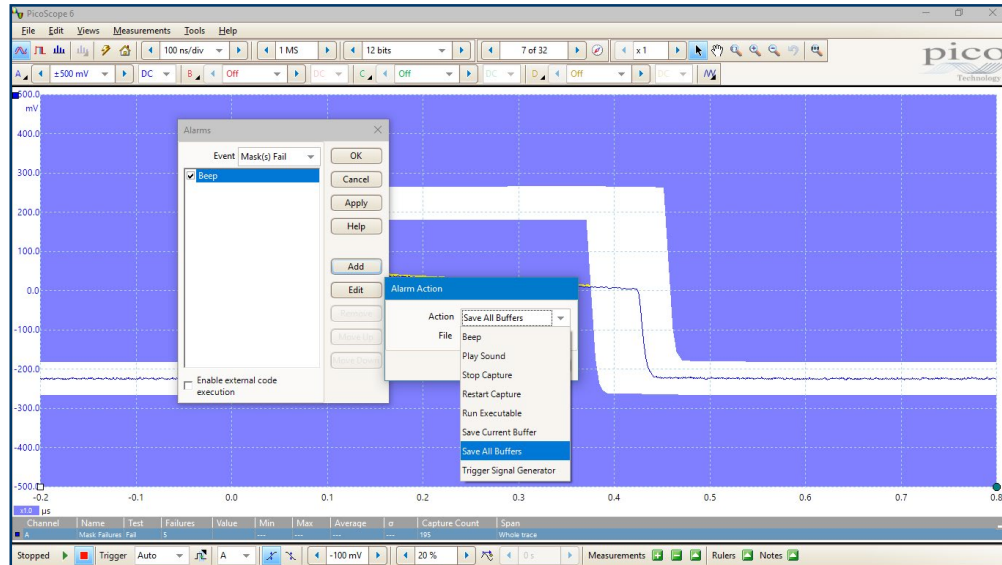 PicoScope 6
File Edit Views Measurements Tools Help
100 ns/div 1 MS 12 bits 7 of 32 x 1
pico
Technology
A ±500 mV DC B Off DC C Off DC D Off DC
500.0
mV
400.0
300.0
200.0
100.0
0.0
-100.0
-200.0
-300.0
-400.0
-500.0
Alarms
Event Mask(s) Fail OK
Beep
Cancel
Apply
Help
Add
Edit
Remove
Move Up
Move Down
Enable external code
execution
Alarm Action
Action Save All Buffers
File Beep
Play Sound
Stop Capture
Restart Capture
Run Executable
Save Current Buffer
Save All Buffers
Trigger Signal Generator
-0.2 -0.1 0.0 0.1 0.2 0.3 0.4 0.5 0.6 0.7 0.8
x1.0 µs
Channel Name Test Failures Value Min Max Average σ Capture Count Span
A Mask Failures Fail 5 --- --- --- --- --- 195 Whole trace
Stopped Trigger Auto A -100 mV 20 % 0 s Measurements Rulers Notes